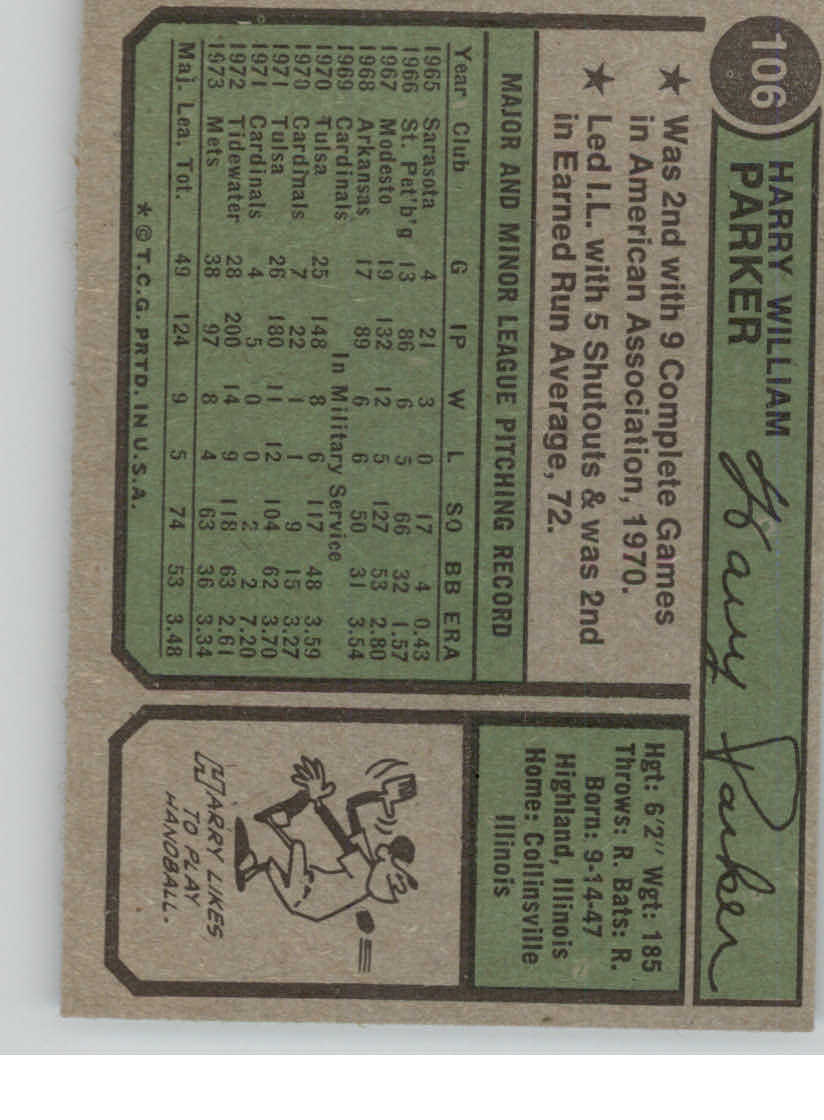 106
HARRY WILLIAM
PARKER
Harry Parker
★ Was 2nd with 9 Complete Games
in American Association, 1970.
★ Led I.L. with 5 Shutouts & was 2nd
in Earned Run Average, 72.
MAJOR AND MINOR LEAGUE PITCHING RECORD
Year Club G IP W L SO BB ERA
1965 Sarasota 4 21 3 0 17 4 0.43
1966 St. Pet'b'g 13 86 6 5 66 32 1.57
1967 Modesto 19 132 12 5 127 53 2.80
1968 Arkansas 17 89 6 6 50 31 3.54
1969 Cardinals In Military Service
1970 Tulsa 25 148 8 6 117 48 3.59
1970 Cardinals 7 22 1 1 9 15 3.27
1971 Tulsa 26 180 11 12 104 62 3.70
1971 Cardinals 4 5 0 0 2 2 7.20
1972 Tidewater 28 200 14 9 118 63 2.61
1973 Mets 38 97 8 4 63 36 3.34
Maj. Lea. Tot. 49 124 9 5 74 53 3.48
* © T.C.G. PRTD. IN U.S.A.
Hgt: 6'2" Wgt: 185
Throws: R. Bats: R.
Born: 9-14-47
Highland, Illinois
Home: Collinsville
Illinois
HARRY LIKES
TO PLAY
HANDBALL.